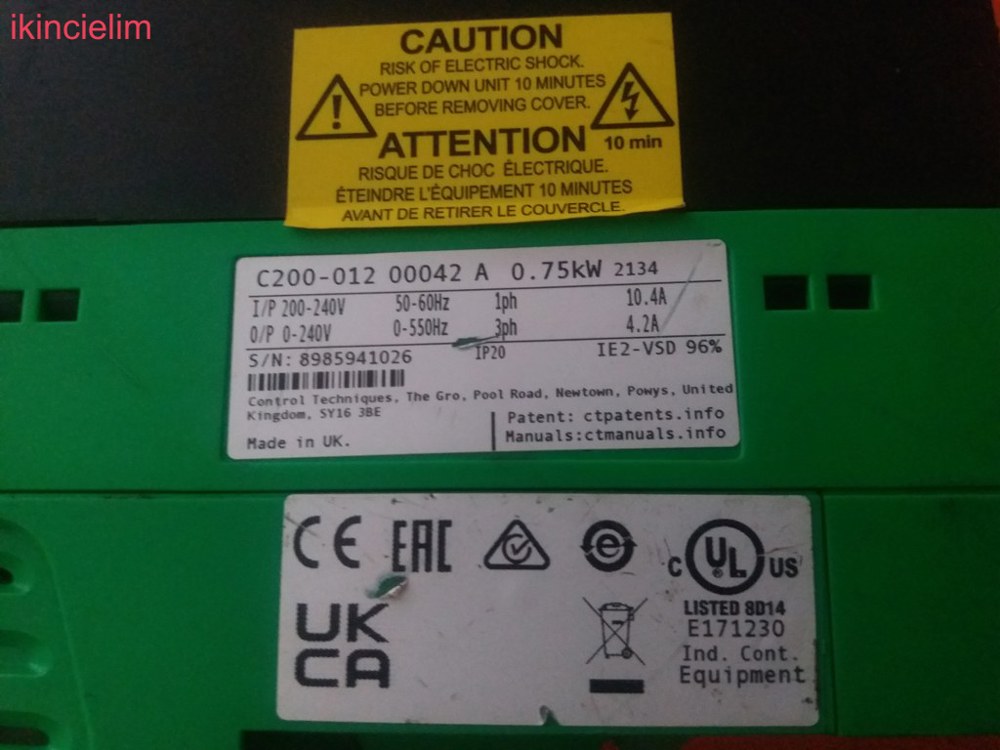 ikincielim
CAUTION
RISK OF ELECTRIC SHOCK.
POWER DOWN UNIT 10 MINUTES
BEFORE REMOVING COVER.
ATTENTION
10 min
RISQUE DE CHOC ÉLECTRIQUE.
ÉTEINDRE L'ÉQUIPEMENT 10 MINUTES
AVANT DE RETIRER LE COUVERCLE.
C200-012 00042 A 0.75kW 2134
I/P 200-240V 50-60Hz 1ph 10.4A
O/P 0-240V 0-550Hz 3ph 4.2A
S/N: 8985941026 IP20 IE2-VSD 96%
Control Techniques, The Gro, Pool Road, Newtown, Powys, United
Kingdom, SY16 3BE
Patent: ctpatents.info
Made in UK. Manuals:ctmanuals.info
CE EAC C UL US
LISTED 8D14
E171230
Ind. Cont.
Equipment
UK
CA